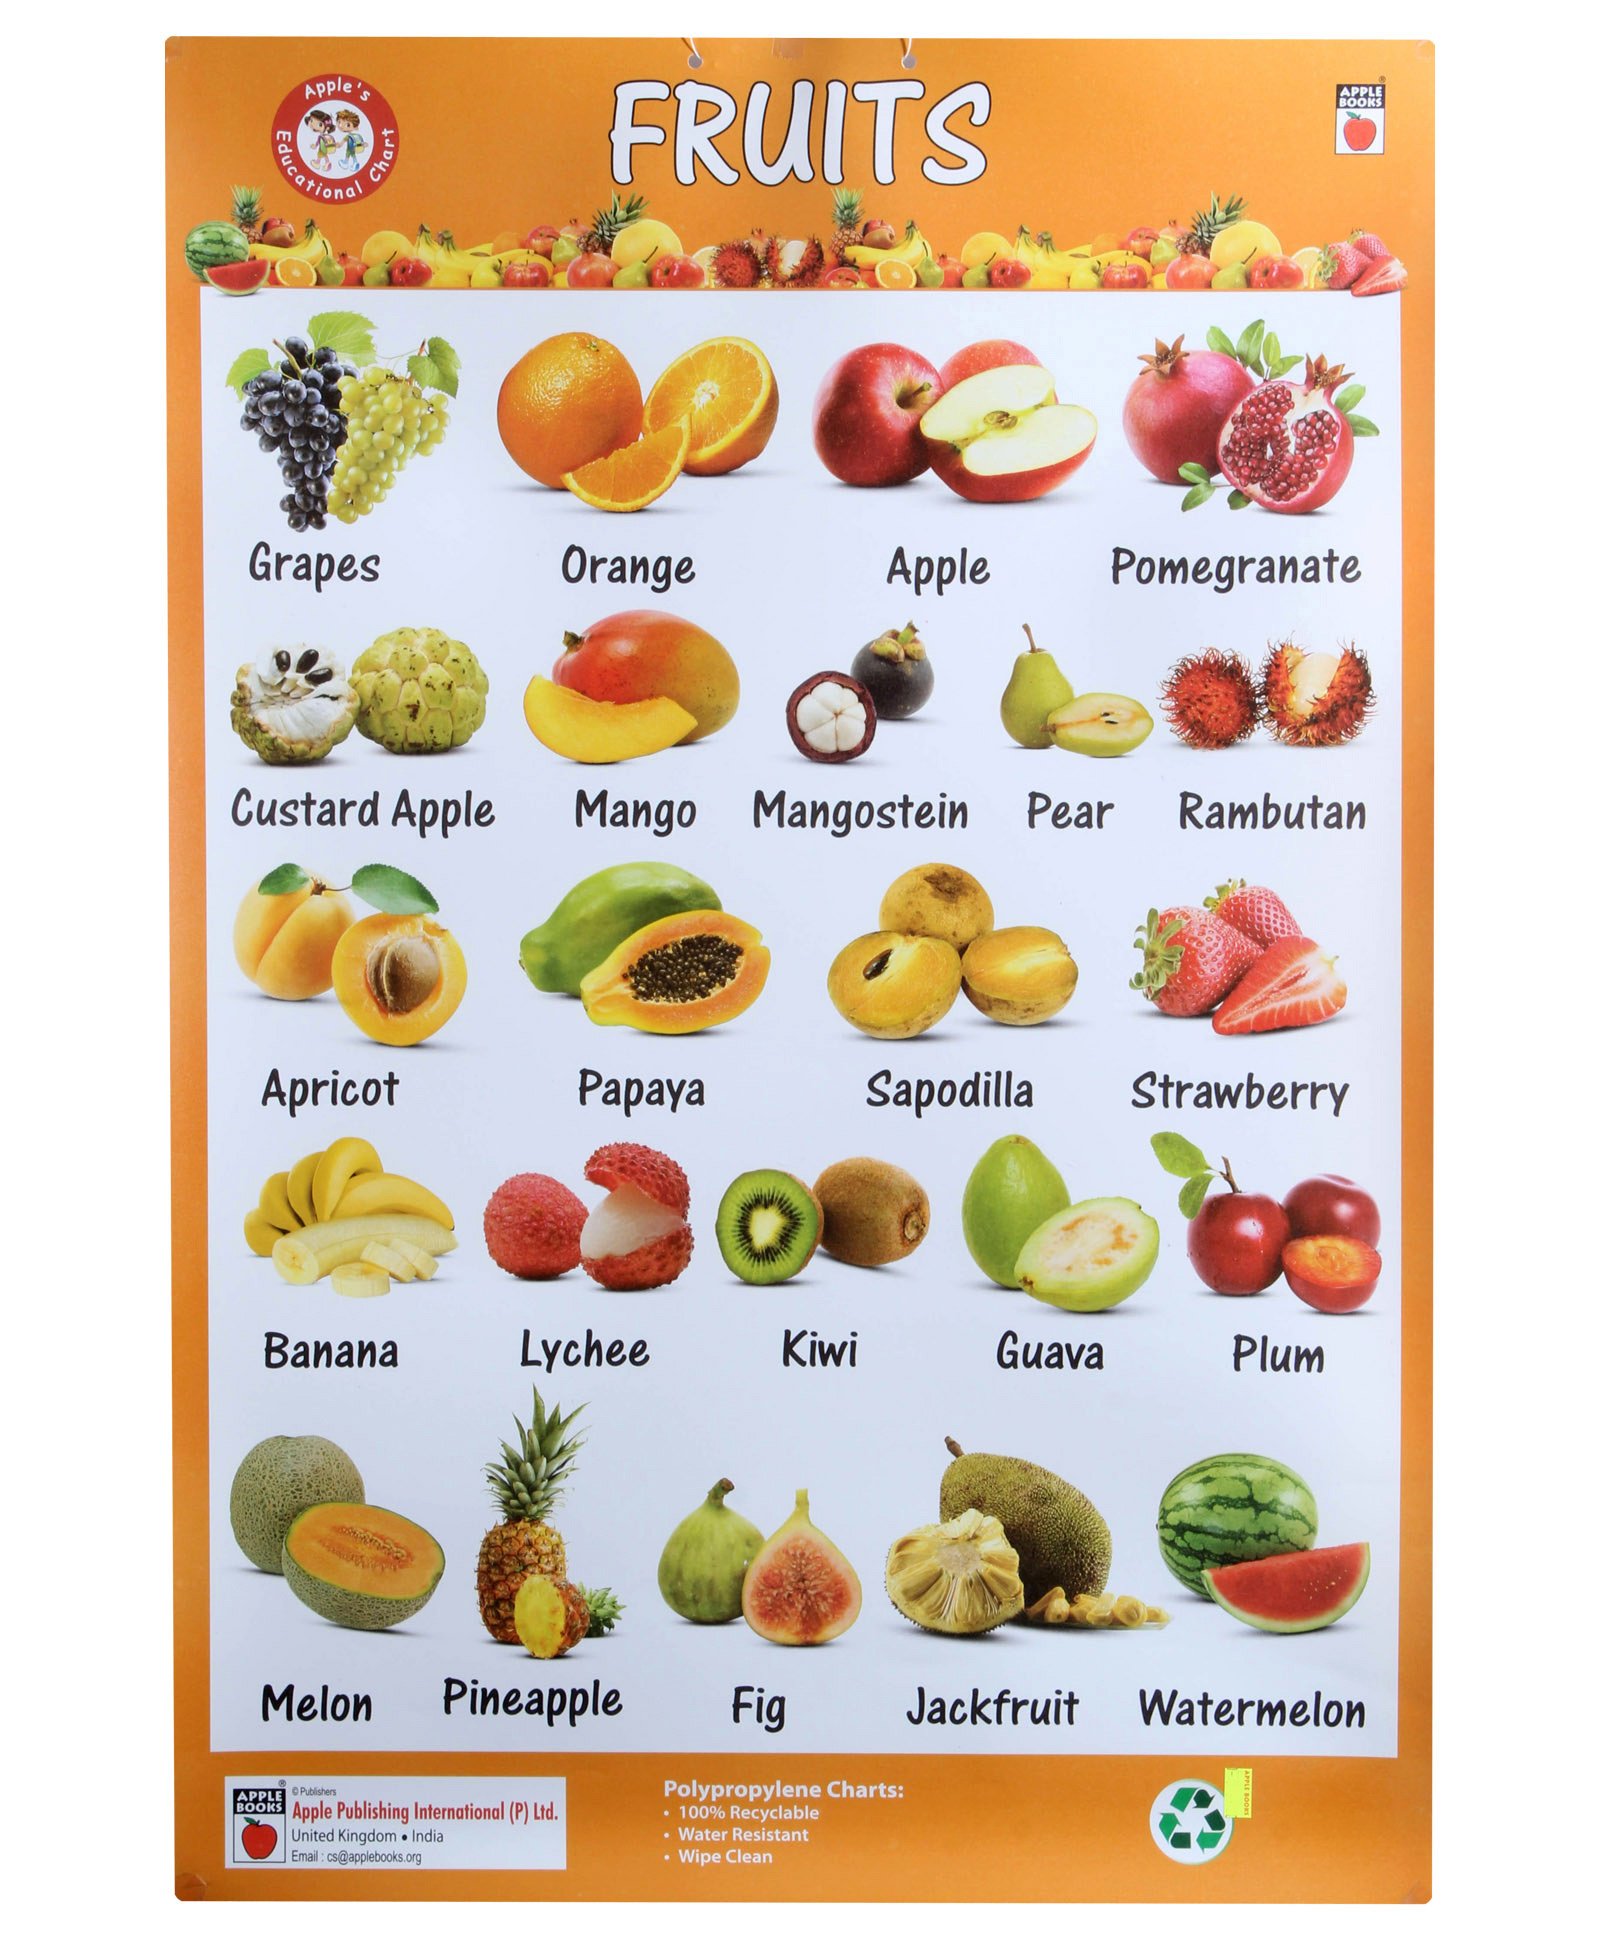 Apple's
Educational Chart
FRUITS
APPLE
BOOKS
®
Grapes
Orange
Apple
Pomegranate
Custard Apple
Mango
Mangostein
Pear
Rambutan
Apricot
Papaya
Sapodilla
Strawberry
Banana
Lychee
Kiwi
Guava
Plum
Melon
Pineapple
Fig
Jackfruit
Watermelon
APPLE
BOOKS
®
© Publishers
Apple Publishing International (P) Ltd.
United Kingdom • India
Email : cs@applebooks.org
Polypropylene Charts:
• 100% Recyclable
• Water Resistant
• Wipe Clean
APPLE BOOKS